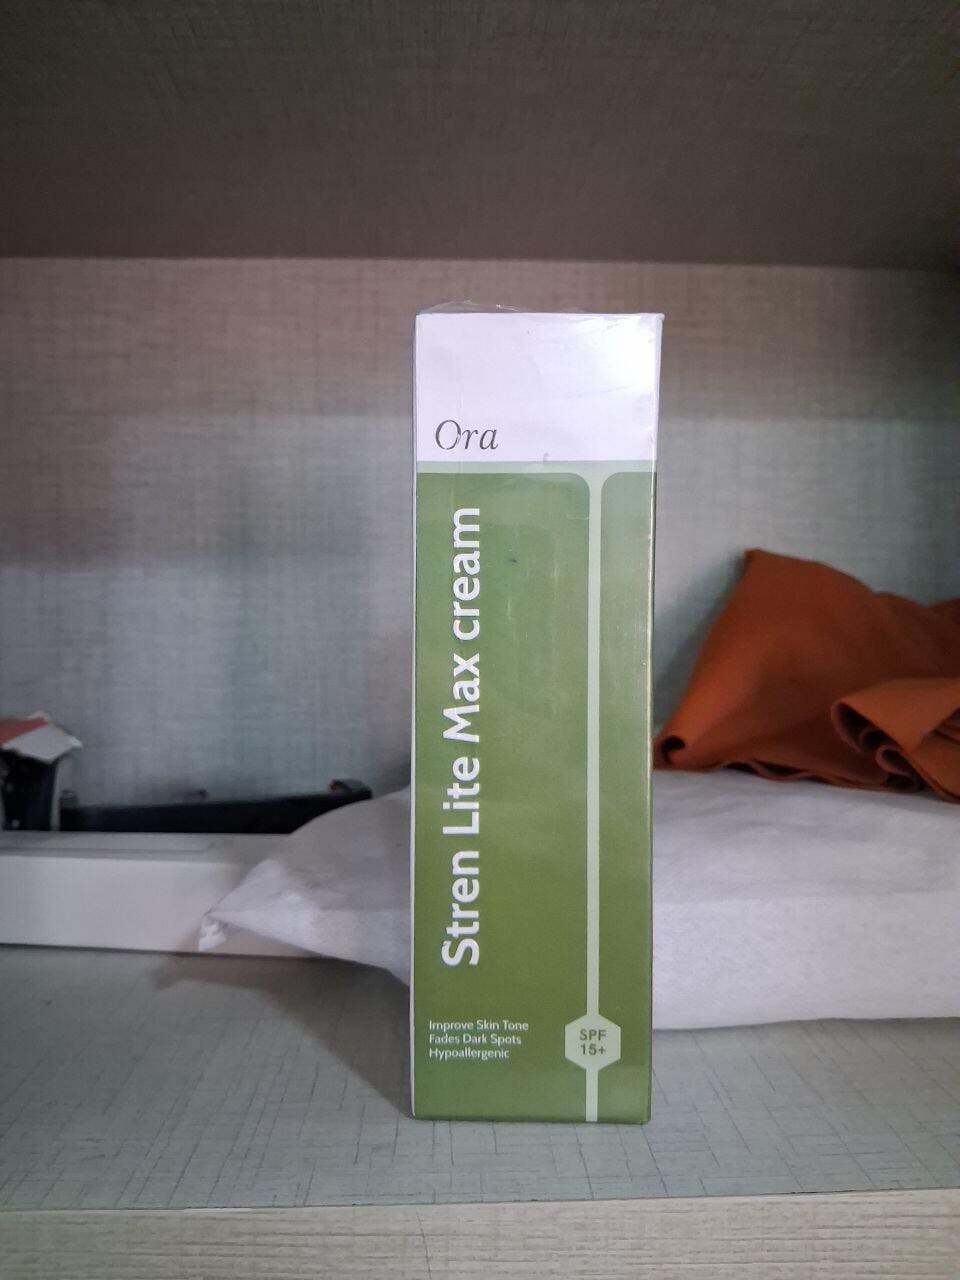 Ora
Stren Lite Max cream
Improve Skin Tone
Fades Dark Spots
Hypoallergenic
SPF
15+